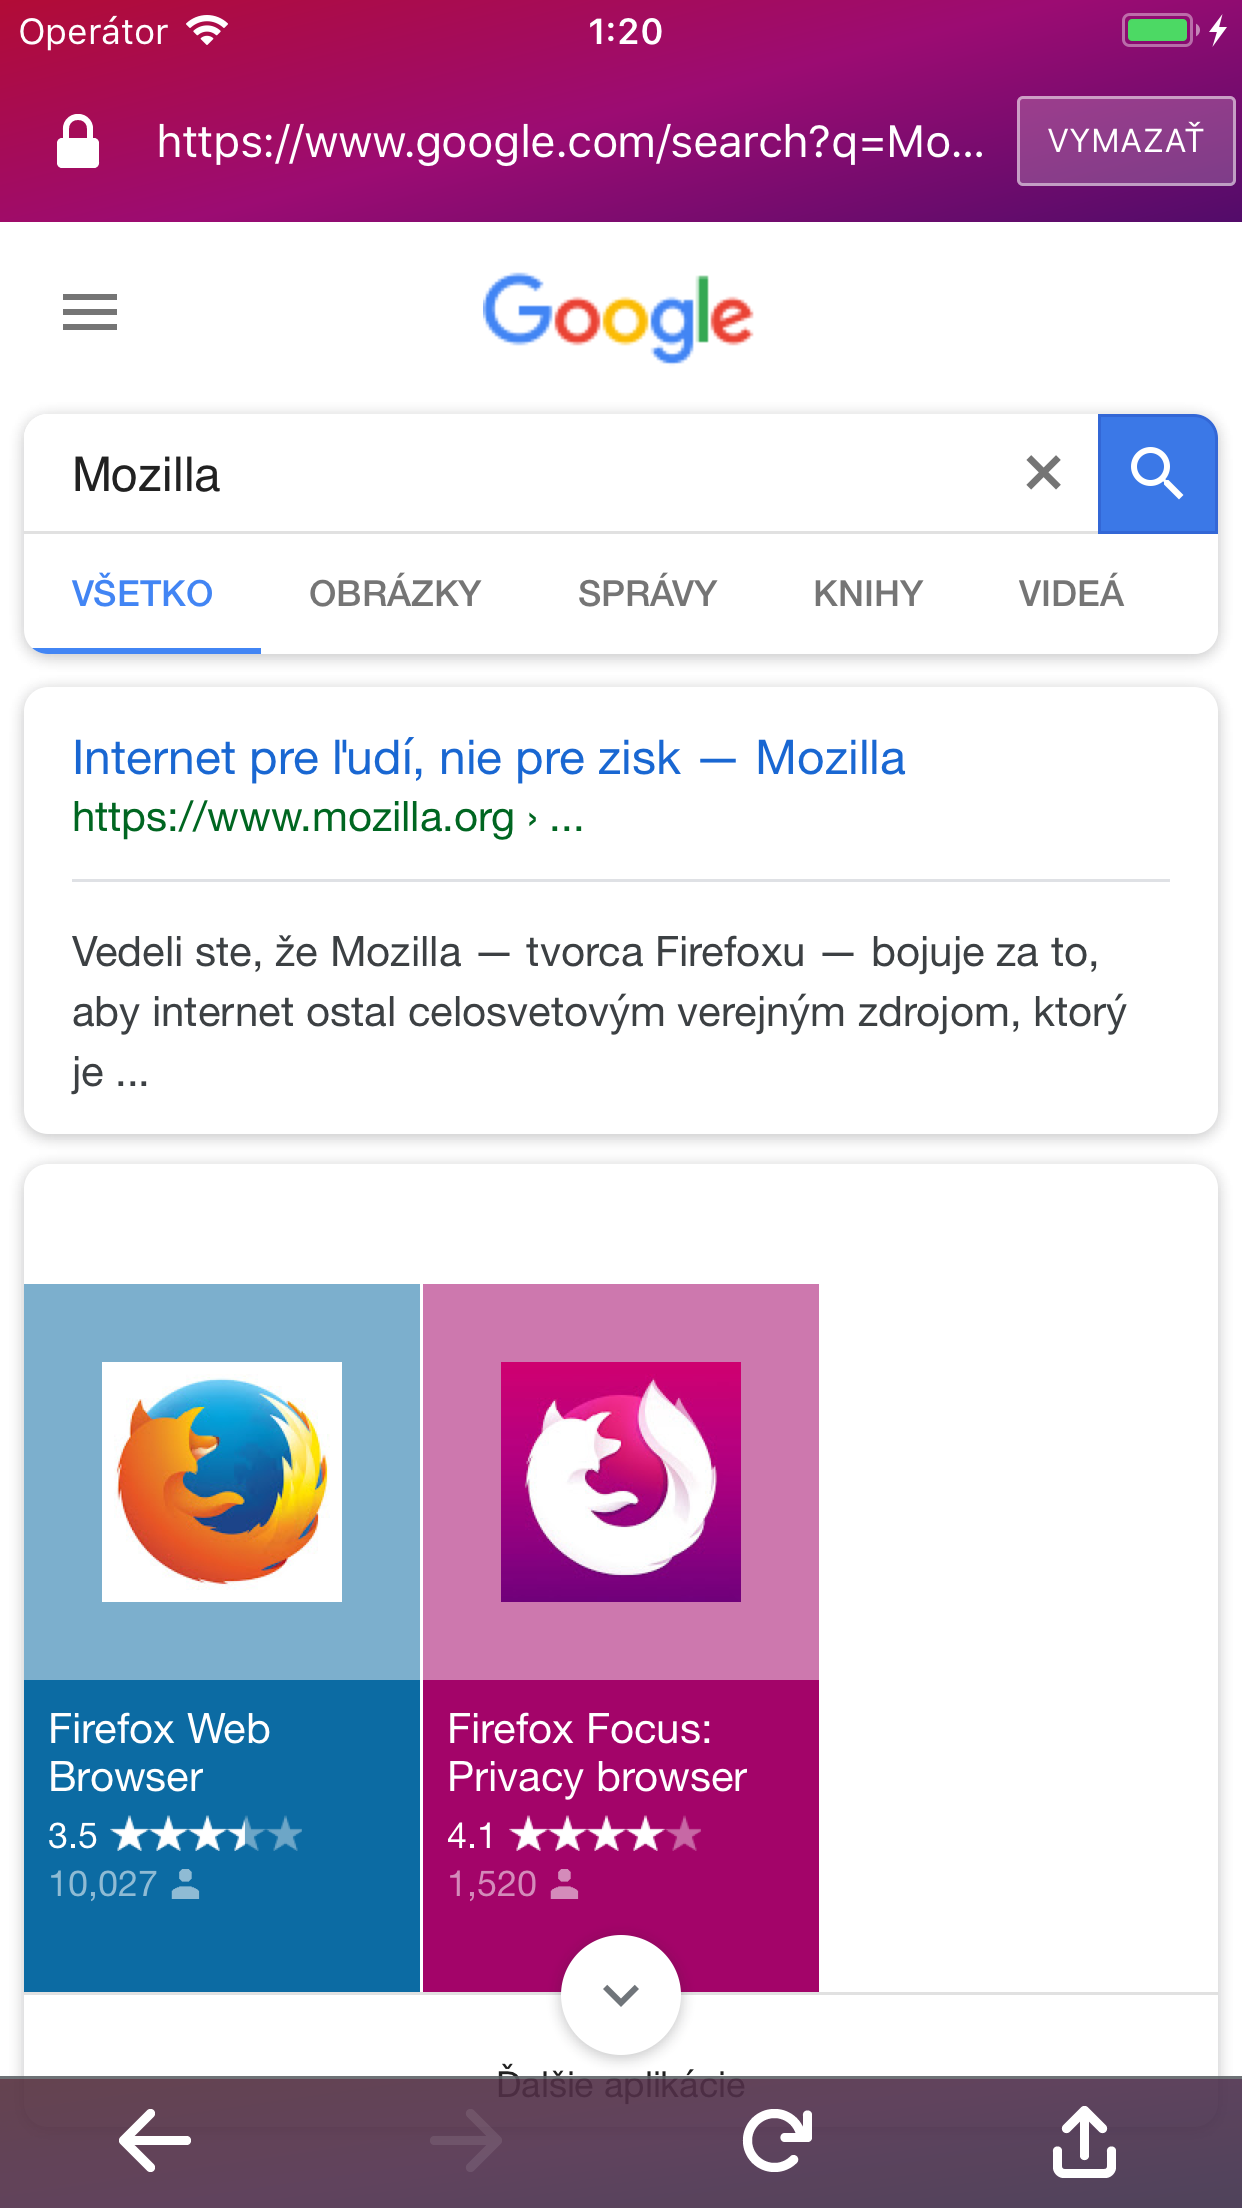 Operátor
1:20
https://www.google.com/search?q=Mo...
VYMAZAŤ
Google
Mozilla
VŠETKO OBRÁZKY SPRÁVY KNIHY VIDEÁ
Internet pre ľudí, nie pre zisk — Mozilla
https://www.mozilla.org › ...
Vedeli ste, že Mozilla — tvorca Firefoxu — bojuje za to,
aby internet ostal celosvetovým verejným zdrojom, ktorý
je ...
Firefox Web
Browser
3.5
10,027
Firefox Focus:
Privacy browser
4.1
1,520
Ďalšie aplikácie